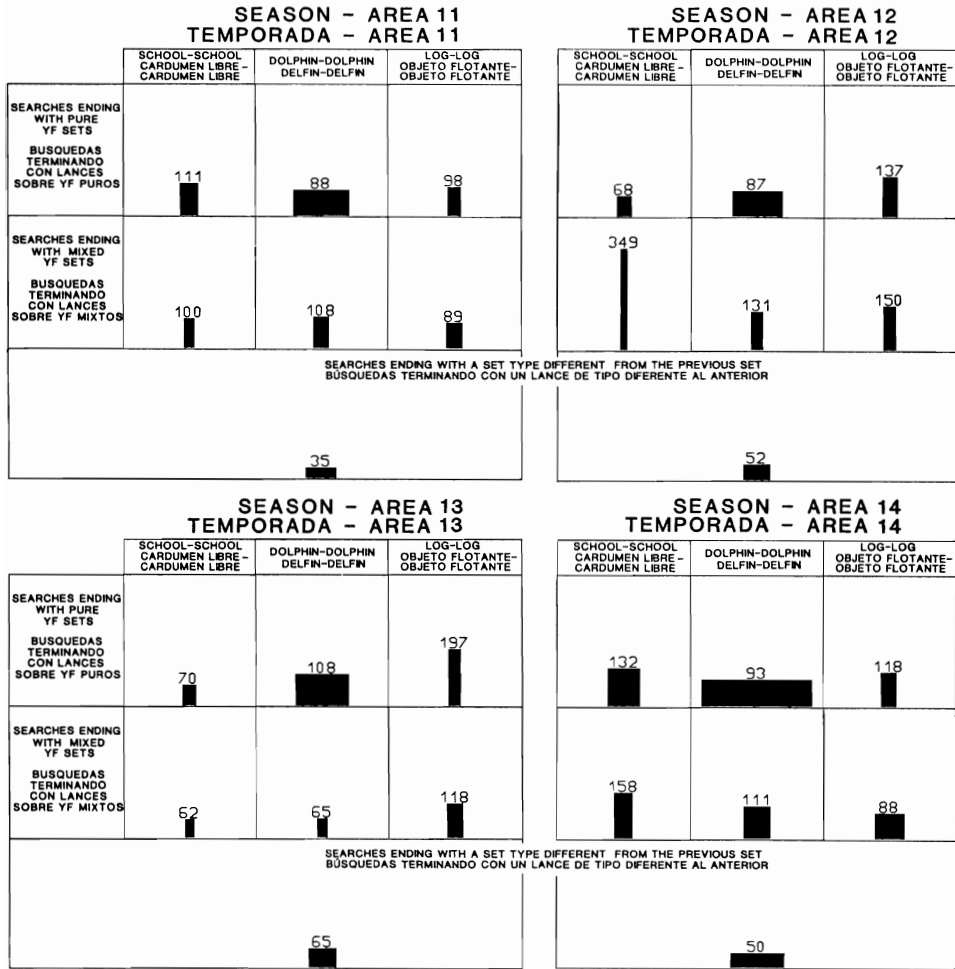 SEASON - AREA 11
TEMPORADA - AREA 11
SCHOOL-SCHOOL
CARDUMEN LIBRE-
CARDUMEN LIBRE
DOLPHIN-DOLPHIN
DELFIN-DELFIN
LOG-LOG
OBJETO FLOTANTE-
OBJETO FLOTANTE
SEARCHES ENDING
WITH PURE
YF SETS
BUSQUEDAS
TERMINANDO
CON LANCES
SOBRE YF PUROS
111
88
98
SEARCHES ENDING
WITH MIXED
YF SETS
BUSQUEDAS
TERMINANDO
CON LANCES
SOBRE YF MIXTOS
100
108
89
SEASON - AREA 12
TEMPORADA - AREA 12
SCHOOL-SCHOOL
CARDUMEN LIBRE-
CARDUMEN LIBRE
DOLPHIN-DOLPHIN
DELFIN-DELFIN
LOG-LOG
OBJETO FLOTANTE-
OBJETO FLOTANTE
68
87
137
349
131
150
SEARCHES ENDING WITH A SET TYPE DIFFERENT FROM THE PREVIOUS SET
BÚSQUEDAS TERMINANDO CON UN LANCE DE TIPO DIFERENTE AL ANTERIOR
35
52
SEASON - AREA 13
TEMPORADA - AREA 13
SCHOOL-SCHOOL
CARDUMEN LIBRE-
CARDUMEN LIBRE
DOLPHIN-DOLPHIN
DELFIN-DELFIN
LOG-LOG
OBJETO FLOTANTE-
OBJETO FLOTANTE
SEARCHES ENDING
WITH PURE
YF SETS
BUSQUEDAS
TERMINANDO
CON LANCES
SOBRE YF PUROS
70
108
197
SEARCHES ENDING
WITH MIXED
YF SETS
BUSQUEDAS
TERMINANDO
CON LANCES
SOBRE YF MIXTOS
62
65
118
SEASON - AREA 14
TEMPORADA - AREA 14
SCHOOL-SCHOOL
CARDUMEN LIBRE-
CARDUMEN LIBRE
DOLPHIN-DOLPHIN
DELFIN-DELFIN
LOG-LOG
OBJETO FLOTANTE-
OBJETO FLOTANTE
132
93
118
158
111
88
SEARCHES ENDING WITH A SET TYPE DIFFERENT FROM THE PREVIOUS SET
BÚSQUEDAS TERMINANDO CON UN LANCE DE TIPO DIFERENTE AL ANTERIOR
65
50